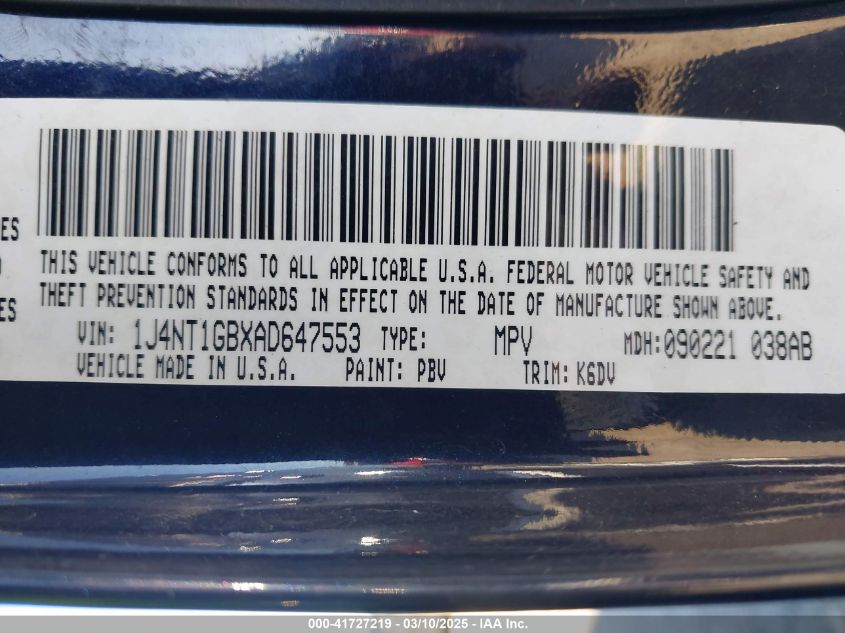 ES
THIS VEHICLE CONFORMS TO ALL APPLICABLE U.S.A. FEDERAL MOTOR VEHICLE SAFETY AND
THEFT PREVENTION STANDARDS IN EFFECT ON THE DATE OF MANUFACTURE SHOWN ABOVE.
ES
VIN: 1J4NT1GBXAD647553 TYPE: MPV MDH:090221 038AB
VEHICLE MADE IN U.S.A. PAINT: PBV TRIM: K6DV
000-41727219 - 03/10/2025 - IAA Inc.